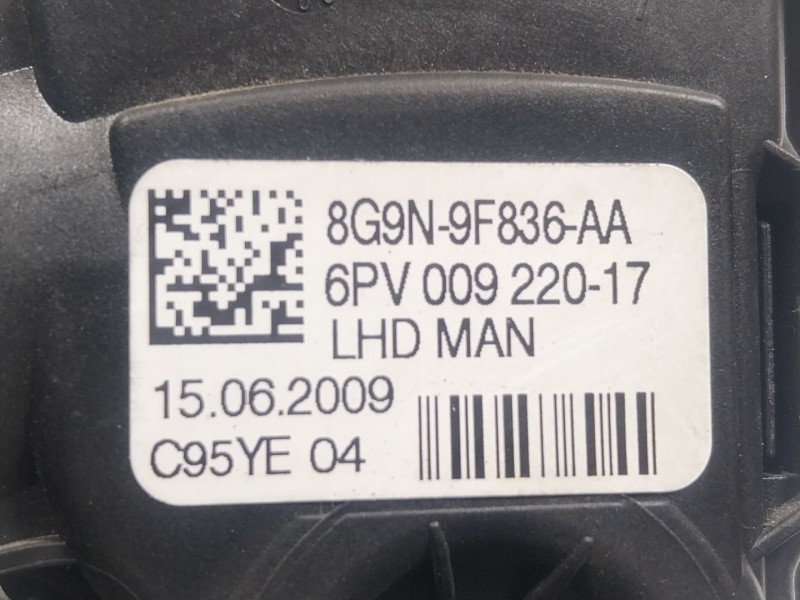 8G9N-9F836-AA
6PV 009 220-17
LHD MAN
15.06.2009
C95YE 04